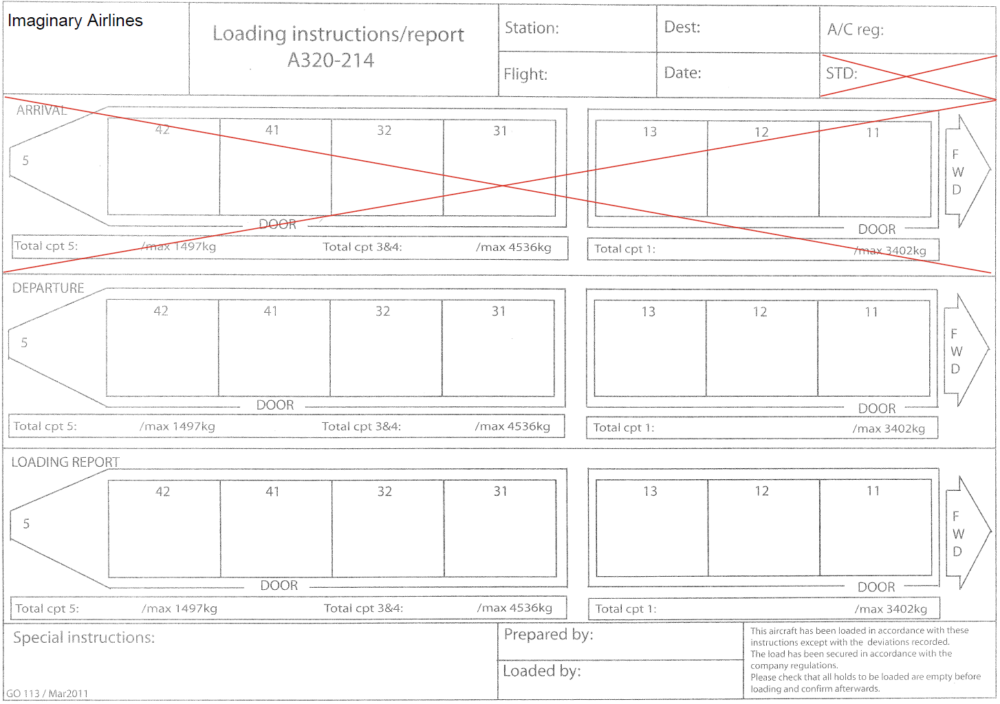 Imaginary Airlines
Loading instructions/report
A320-214
Station:
Dest:
A/C reg:
Flight:
Date:
STD:
ARRIVAL
5
42
41
32
31
13
12
11
F
W
D
DOOR
DOOR
Total cpt 5: /max 1497kg Total cpt 3&4: /max 4536kg
Total cpt 1: /max 3402kg
DEPARTURE
5
42
41
32
31
13
12
11
F
W
D
DOOR
DOOR
Total cpt 5: /max 1497kg Total cpt 3&4: /max 4536kg
Total cpt 1: /max 3402kg
LOADING REPORT
5
42
41
32
31
13
12
11
F
W
D
DOOR
DOOR
Total cpt 5: /max 1497kg Total cpt 3&4: /max 4536kg
Total cpt 1: /max 3402kg
Special instructions:
GO 113 / Mar2011
Prepared by:
Loaded by:
This aircraft has been loaded in accordance with these
instructions except with the deviations recorded.
The load has been secured in accordance with the
company regulations.
Please check that all holds to be loaded are empty before
loading and confirm afterwards.